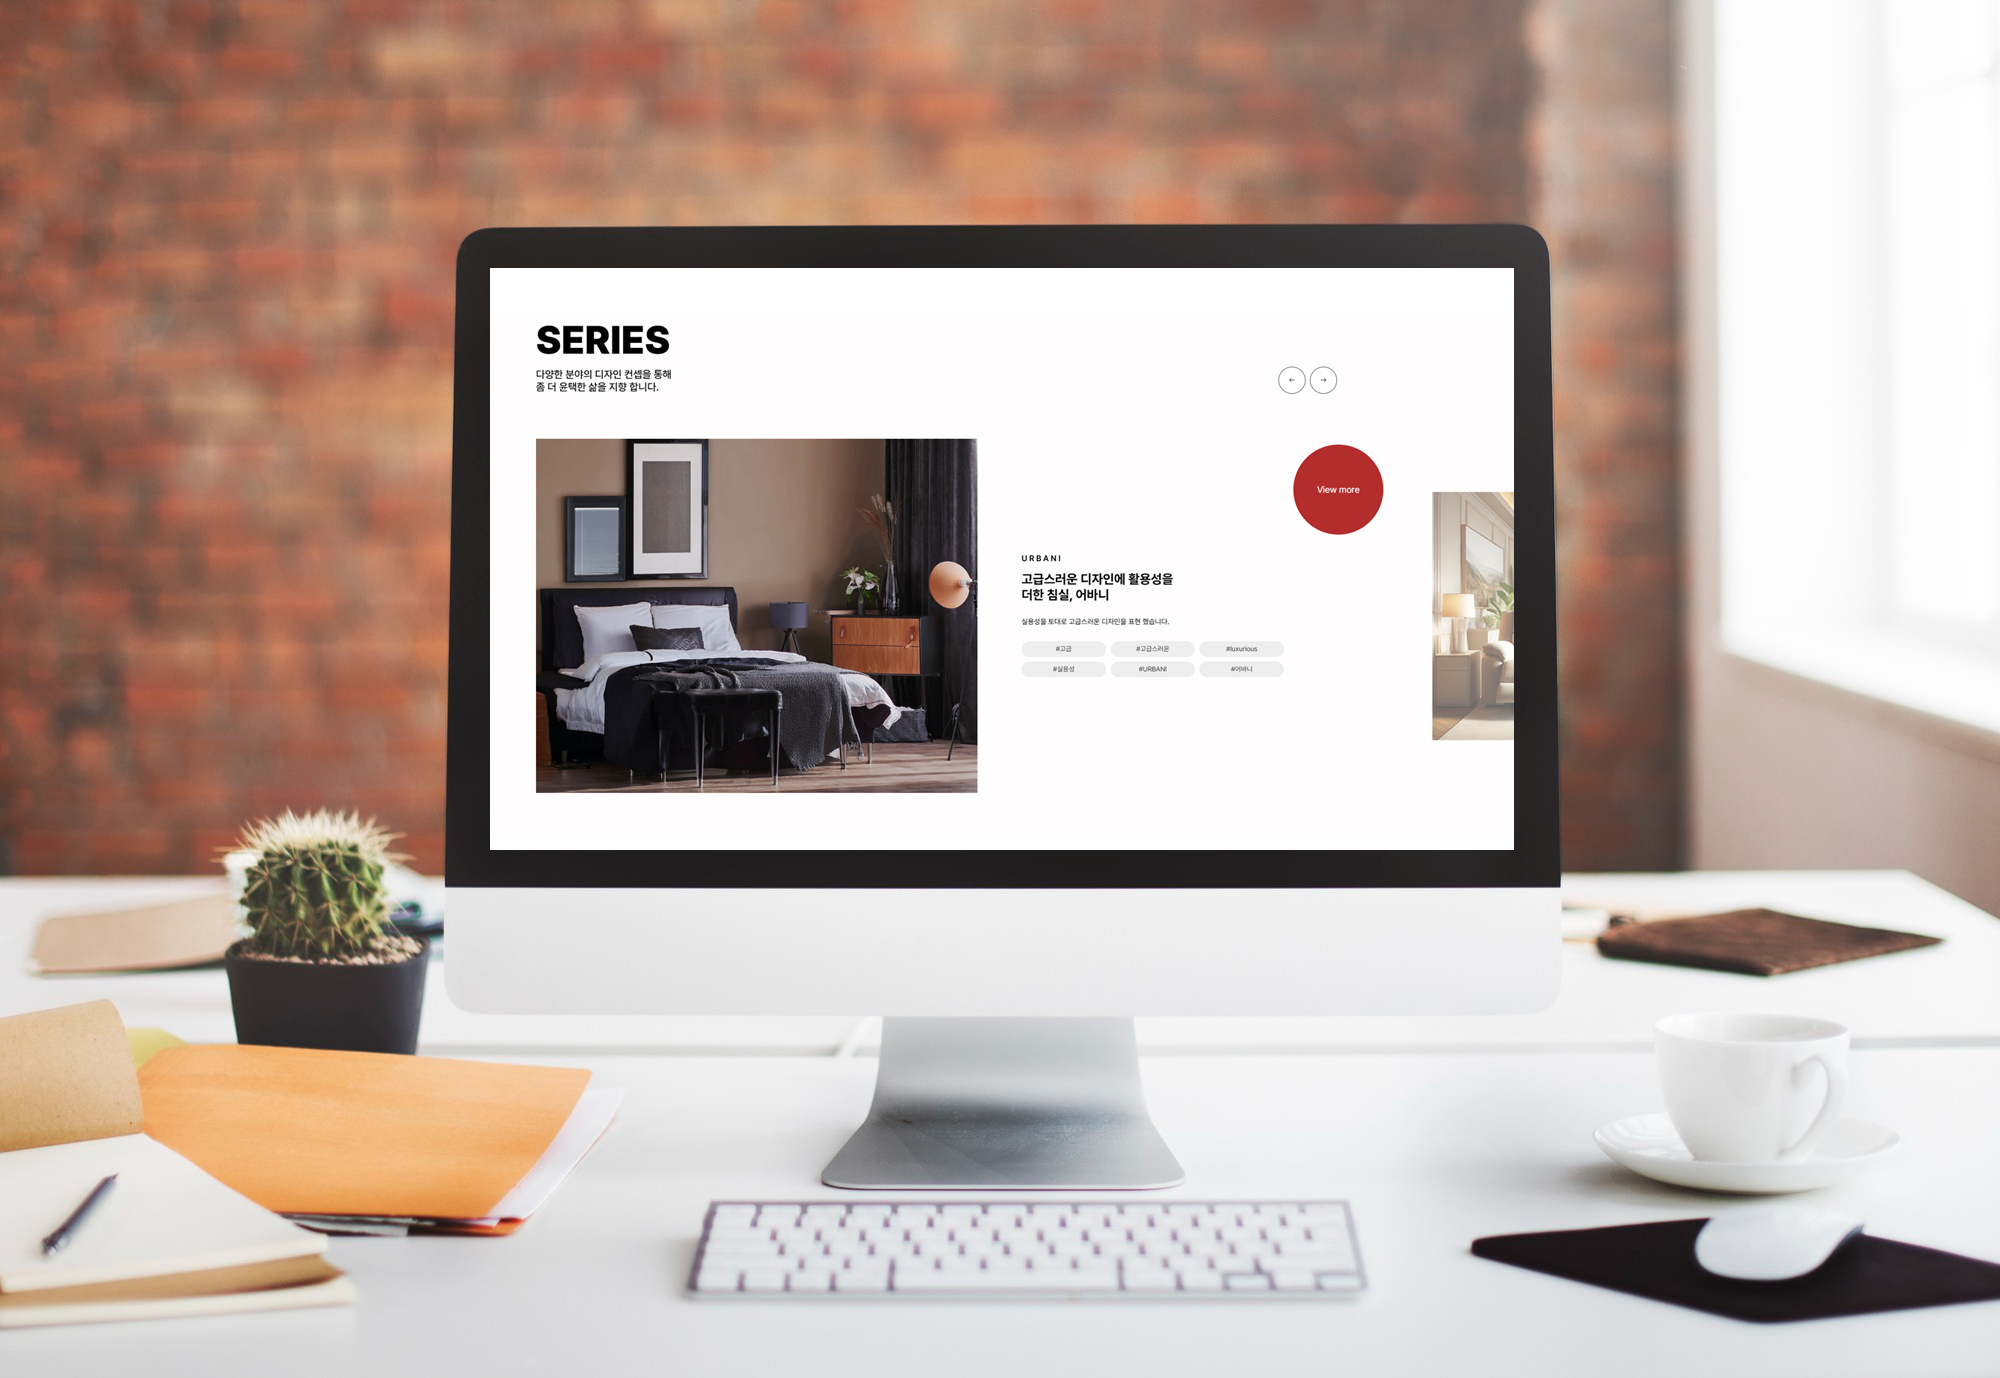 SERIES
다양한 분야의 디자인 컨셉을 통해
좀 더 윤택한 삶을 지향 합니다.
←
→
View more
URBANI
고급스러운 디자인에 활용성을
더한 침실, 어바니
실용성을 토대로 고급스러운 디자인을 표현 했습니다.
#고급
#고급스러운
#luxurious
#실용성
#URBANI
#어바니